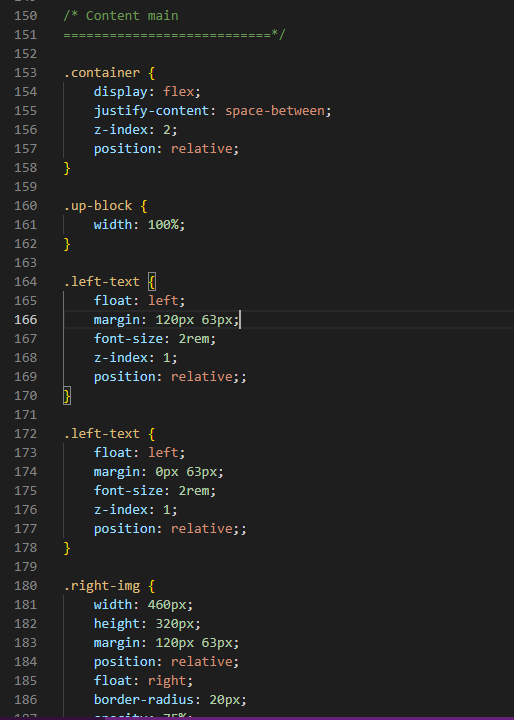 150 /* Content main
151 ===========================*/
152
153 .container {
154     display: flex;
155     justify-content: space-between;
156     z-index: 2;
157     position: relative;
158 }
159
160 .up-block {
161     width: 100%;
162 }
163
164 .left-text {
165     float: left;
166     margin: 120px 63px;
167     font-size: 2rem;
168     z-index: 1;
169     position: relative;;
170 }
171
172 .left-text {
173     float: left;
174     margin: 0px 63px;
175     font-size: 2rem;
176     z-index: 1;
177     position: relative;;
178 }
179
180 .right-img {
181     width: 460px;
182     height: 320px;
183     margin: 120px 63px;
184     position: relative;
185     float: right;
186     border-radius: 20px;
187     opacity: 75%;